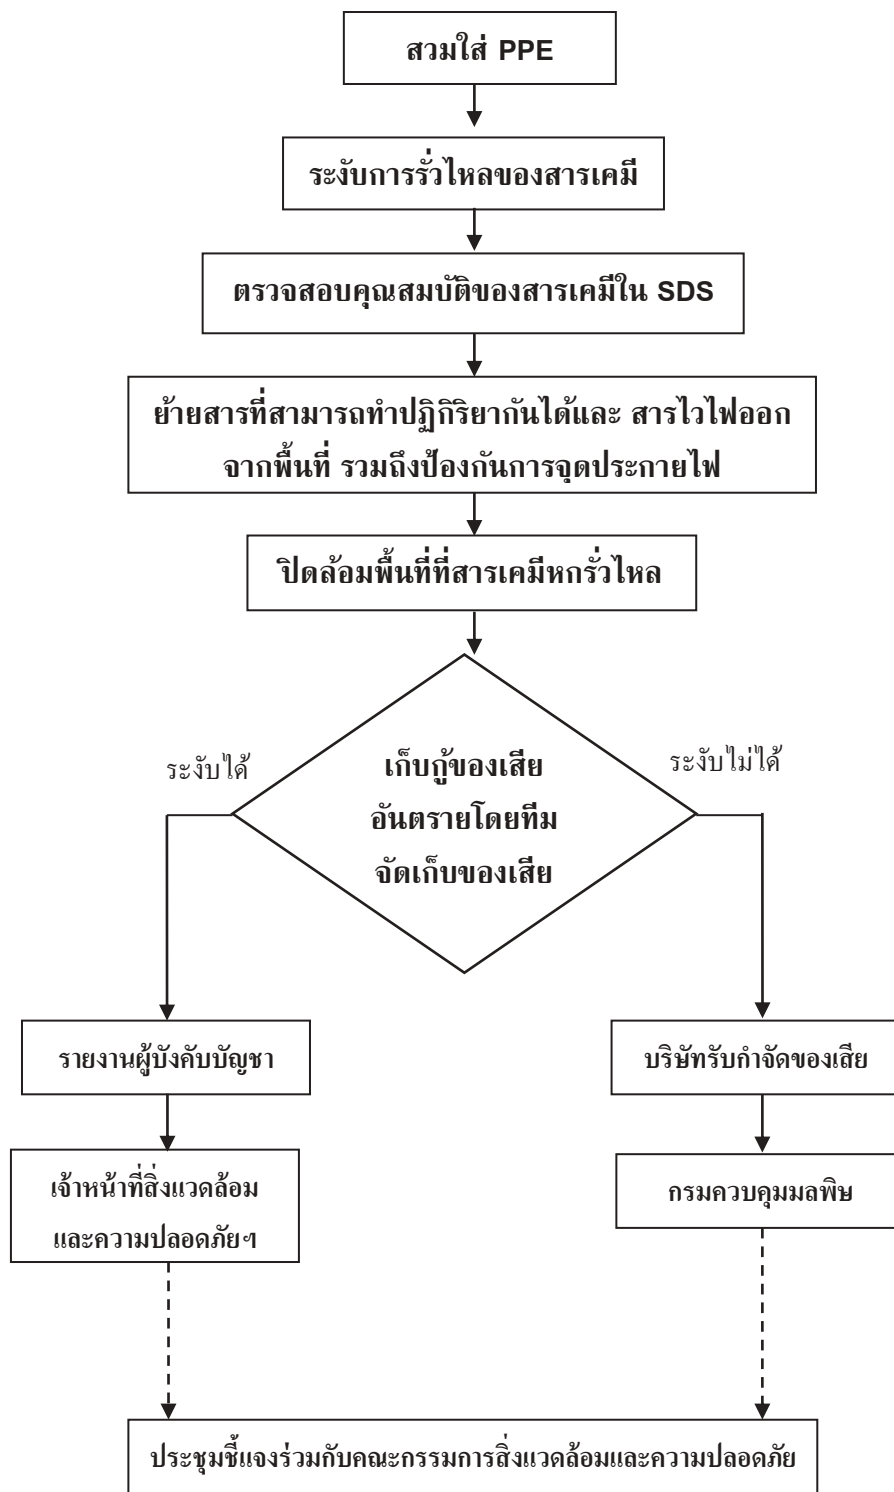 สวมใส่ PPE
ระงับการรั่วไหลของสารเคมี
ตรวจสอบคุณสมบัติของสารเคมีใน SDS
ย้ายสารที่สามารถทำปฏิกิริยากันได้และ สารไวไฟออก
จากพื้นที่ รวมถึงป้องกันการจุดประกายไฟ
ปิดล้อมพื้นที่ที่สารเคมีหกรั่วไหล
ระงับได้
เก็บกู้ของเสีย
อันตรายโดยทีม
จัดเก็บของเสีย
ระงับไม่ได้
รายงานผู้บังคับบัญชา
บริษัทรับกำจัดของเสีย
เจ้าหน้าที่สิ่งแวดล้อม
และความปลอดภัยฯ
กรมควบคุมมลพิษ
ประชุมชี้แจงร่วมกับคณะกรรมการสิ่งแวดล้อมและความปลอดภัย